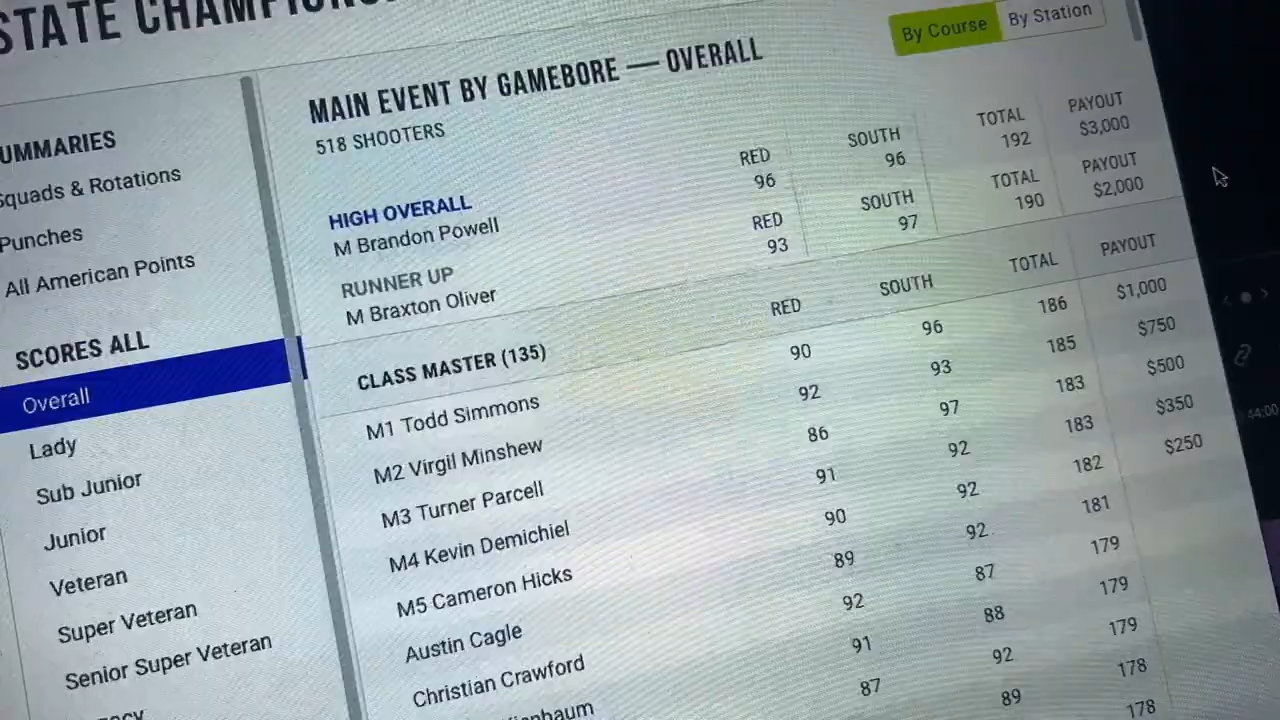 STATE CHAMPION
By Course By Station
UMMARIES
Squads & Rotations
Punches
All American Points
SCORES ALL
Overall
Lady
Sub Junior
Junior
Veteran
Super Veteran
Senior Super Veteran
MAIN EVENT BY GAMEBORE — OVERALL
518 SHOOTERS
RED SOUTH TOTAL PAYOUT
HIGH OVERALL
M Brandon Powell 96 96 192 $3,000
RED SOUTH TOTAL PAYOUT
RUNNER UP
M Braxton Oliver 93 97 190 $2,000
CLASS MASTER (135) RED SOUTH TOTAL PAYOUT
M1 Todd Simmons 90 96 186 $1,000
M2 Virgil Minshew 92 93 185 $750
M3 Turner Parcell 86 97 183 $500
M4 Kevin Demichiel 91 92 183 $350
M5 Cameron Hicks 90 92 182 $250
Austin Cagle 89 92 181
Christian Crawford 92 87 179
enbaum 91 88 179
87 92 179
89 178
178
44:00